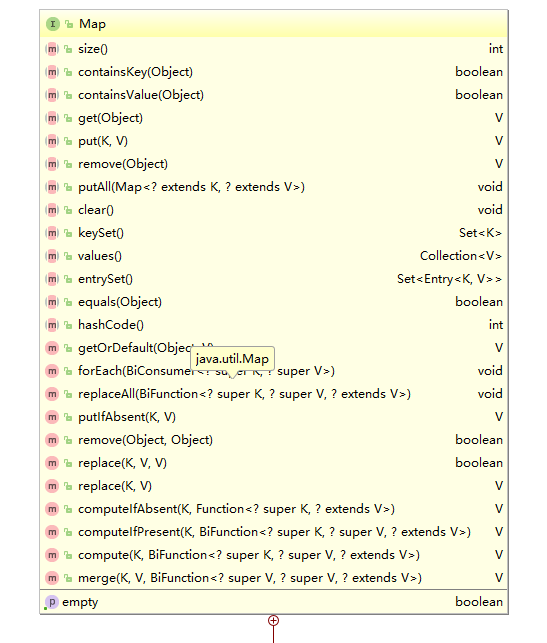 I Map
m size() int
m containsKey(Object) boolean
m containsValue(Object) boolean
m get(Object) V
m put(K, V) V
m remove(Object) V
m putAll(Map<? extends K, ? extends V>) void
m clear() void
m keySet() Set<K>
m values() Collection<V>
m entrySet() Set<Entry<K, V>>
m equals(Object) boolean
m hashCode() int
m getOrDefault(Object, V) V
java.util.Map
m forEach(BiConsumer<? super K, ? super V>) void
m replaceAll(BiFunction<? super K, ? super V, ? extends V>) void
m putIfAbsent(K, V) V
m remove(Object, Object) boolean
m replace(K, V, V) boolean
m replace(K, V) V
m computeIfAbsent(K, Function<? super K, ? extends V>) V
m computeIfPresent(K, BiFunction<? super K, ? super V, ? extends V>) V
m compute(K, BiFunction<? super K, ? super V, ? extends V>) V
m merge(K, V, BiFunction<? super V, ? super V, ? extends V>) V
p empty boolean